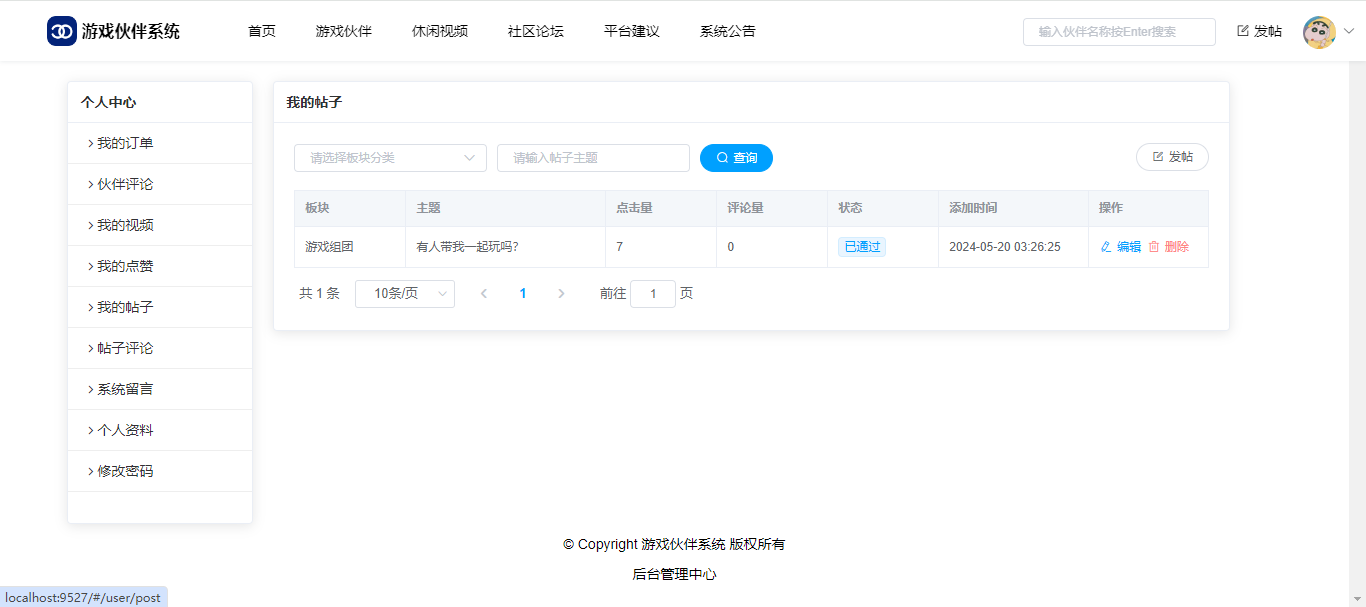 游戏伙伴系统 首页 游戏伙伴 休闲视频 社区论坛 平台建议 系统公告 输入伙伴名称按Enter搜索 发帖
个人中心
我的订单
伙伴评论
我的视频
我的点赞
我的帖子
帖子评论
系统留言
个人资料
修改密码
我的帖子
请选择板块分类 请输入帖子主题 查询 发帖
板块 主题 点击量 评论量 状态 添加时间 操作
游戏组团 有人带我一起玩吗? 7 0 已通过 2024-05-20 03:26:25 编辑 删除
共 1 条 10条/页 1 前往 1 页
© Copyright 游戏伙伴系统 版权所有
后台管理中心
localhost:9527/#/user/post